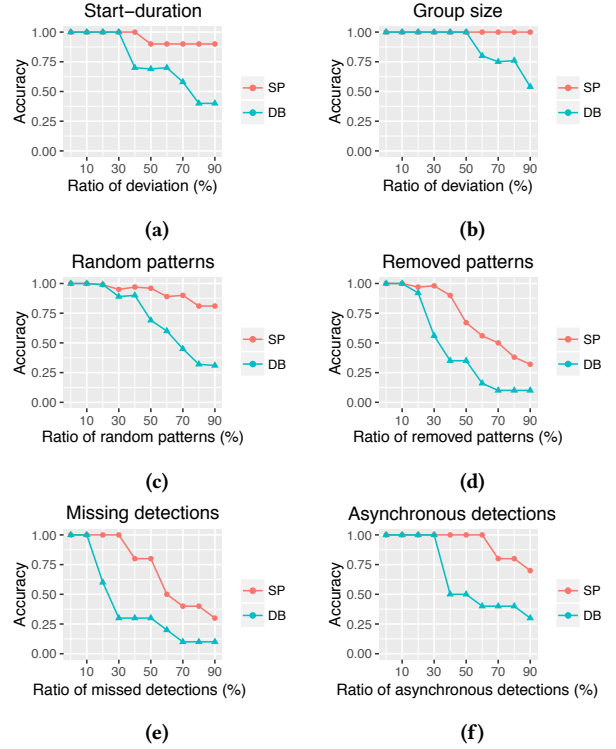 Start−duration
Accuracy
1.00
0.75
0.50
0.25
0.00
10 30 50 70 90
Ratio of deviation (%)
SP
DB
(a)
Group size
Accuracy
1.00
0.75
0.50
0.25
0.00
10 30 50 70 90
Ratio of deviation (%)
SP
DB
(b)
Random patterns
Accuracy
1.00
0.75
0.50
0.25
0.00
10 30 50 70 90
Ratio of random patterns (%)
SP
DB
(c)
Removed patterns
Accuracy
1.00
0.75
0.50
0.25
0.00
10 30 50 70 90
Ratio of removed patterns (%)
SP
DB
(d)
Missing detections
Accuracy
1.00
0.75
0.50
0.25
0.00
10 30 50 70 90
Ratio of missed detections (%)
SP
DB
(e)
Asynchronous detections
Accuracy
1.00
0.75
0.50
0.25
0.00
10 30 50 70 90
Ratio of asynchronous detections (%)
SP
DB
(f)